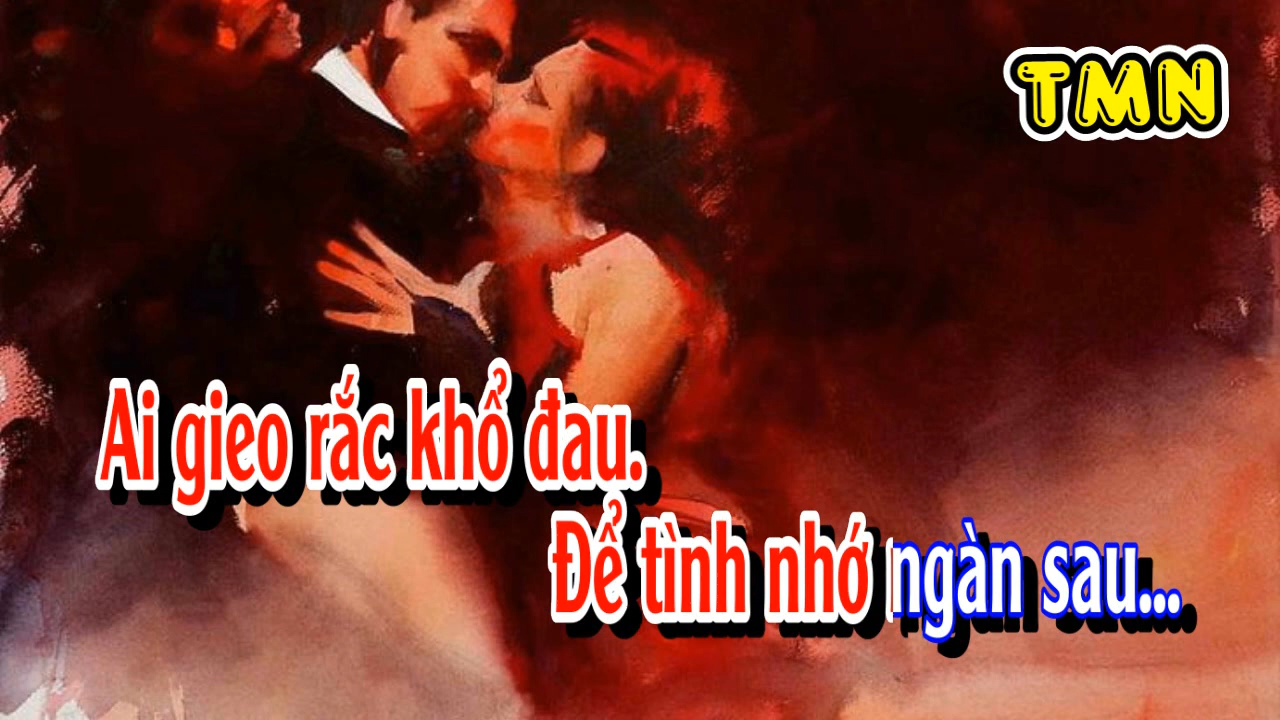 TMN
Ai gieo rắc khổ đau.
Để tình nhớ ngàn sau...